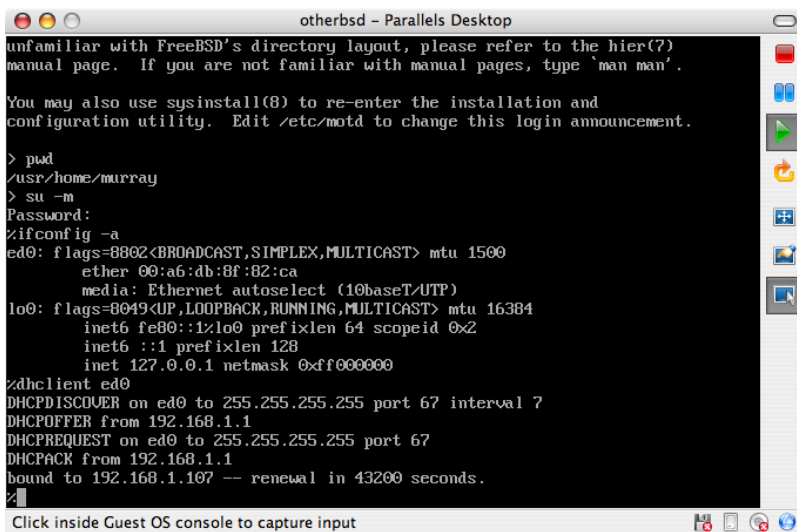 otherbsd – Parallels Desktop
unfamiliar with FreeBSD's directory layout, please refer to the hier(7)
manual page.  If you are not familiar with manual pages, type `man man'.

You may also use sysinstall(8) to re-enter the installation and
configuration utility.  Edit /etc/motd to change this login announcement.

> pwd
/usr/home/murray
> su -m
Password:
%ifconfig -a
ed0: flags=8802<BROADCAST,SIMPLEX,MULTICAST> mtu 1500
        ether 00:a6:db:8f:82:ca
        media: Ethernet autoselect (10baseT/UTP)
lo0: flags=8049<UP,LOOPBACK,RUNNING,MULTICAST> mtu 16384
        inet6 fe80::1%lo0 prefixlen 64 scopeid 0x2
        inet6 ::1 prefixlen 128
        inet 127.0.0.1 netmask 0xff000000
%dhclient ed0
DHCPDISCOVER on ed0 to 255.255.255.255 port 67 interval 7
DHCPOFFER from 192.168.1.1
DHCPREQUEST on ed0 to 255.255.255.255 port 67
DHCPACK from 192.168.1.1
bound to 192.168.1.107 -- renewal in 43200 seconds.
%
Click inside Guest OS console to capture input